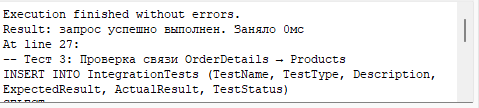 Execution finished without errors.
Result: запрос успешно выполнен. Заняло 0мс
At line 27:
-- Тест 3: Проверка связи OrderDetails → Products
INSERT INTO IntegrationTests (TestName, TestType, Description,
ExpectedResult, ActualResult, TestStatus)
SELECT